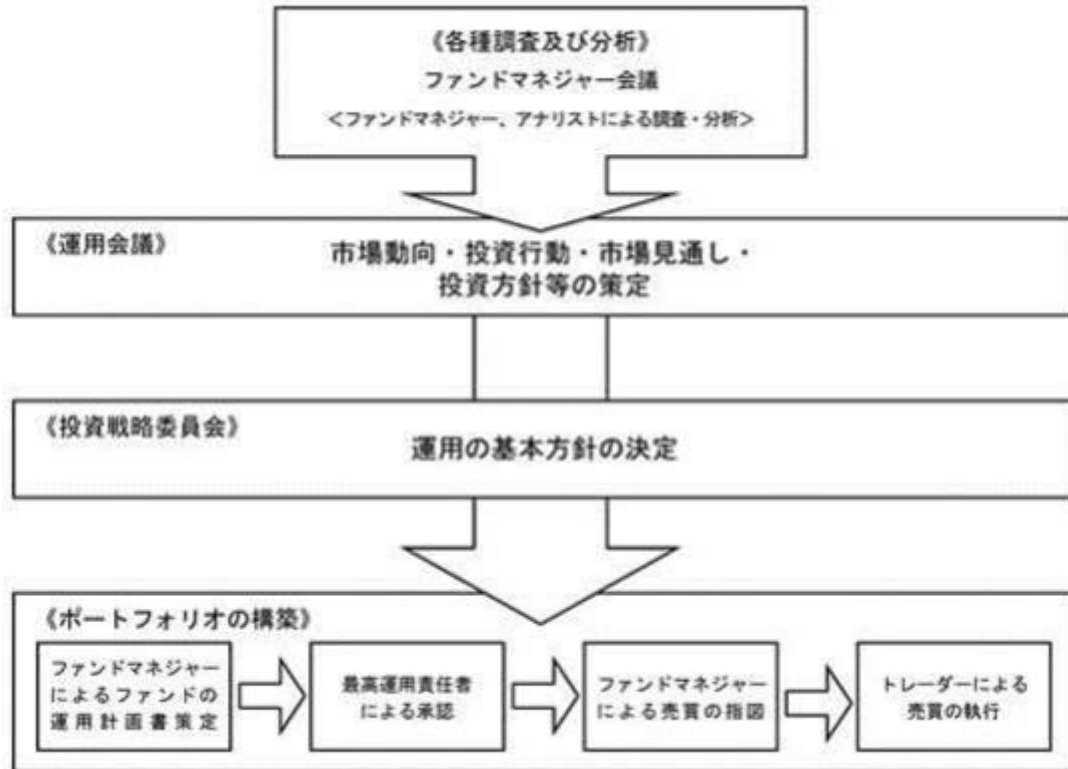 《各種調査及び分析》
ファンドマネジャー会議
<ファンドマネジャー、アナリストによる調査・分析>
《運用会議》
市場動向・投資行動・市場見通し・
投資方針等の策定
《投資戦略委員会》
運用の基本方針の決定
《ポートフォリオの構築》
ファンドマネジャー
によるファンドの
運用計画書策定
最高運用責任者
による承認
ファンドマネジャー
による売買の指図
トレーダーによる
売買の執行